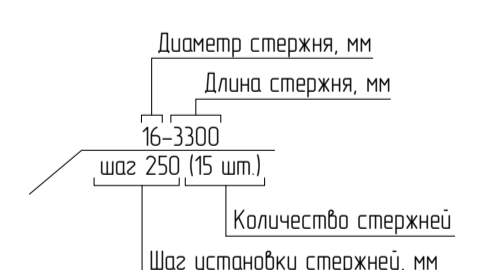 Диаметр стержня, мм
Длина стержня, мм
16-3300
шаг 250 (15 шт.)
Количество стержней
Шаг установки стержней, мм